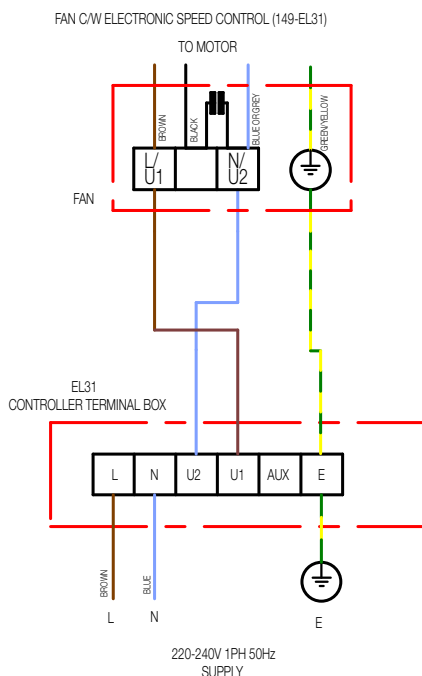 FAN C/W ELECTRONIC SPEED CONTROL (149-EL31)
TO MOTOR
BROWN
BLACK
BLUE OR GREY
GREEN/YELLOW
L/
U1
N/
U2
FAN
EL31
CONTROLLER TERMINAL BOX
L N U2 U1 AUX E
BROWN
BLUE
L N E
220-240V 1PH 50Hz
SUPPLY